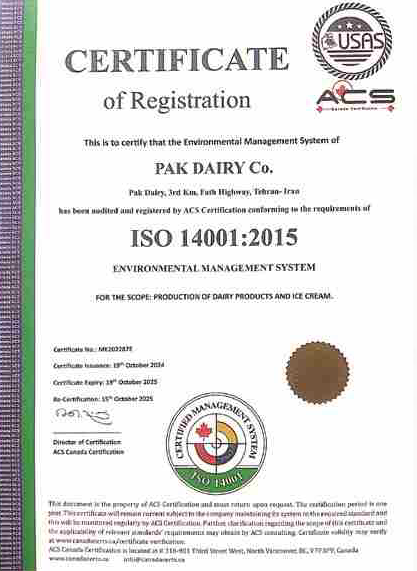 CERTIFICATE
of Registration
USAS
ACS
Canada Certification
This is to certify that the Environmental Management System of
PAK DAIRY Co.
Pak Dairy, 3rd Km, Fath Highway, Tehran- Iran
has been audited and registered by ACS Certification conforming to the requirements of
ISO 14001:2015
ENVIRONMENTAL MANAGEMENT SYSTEM
FOR THE SCOPE: PRODUCTION OF DAIRY PRODUCTS AND ICE CREAM.
Certificate No.:
Certificate Issuance: 19th October 2024
Certificate Expiry: 19th October 2025
Re-Certification: 15th October 2025
Director of Certification
ACS Canada Certification
CERTIFIED MANAGEMENT SYSTEM
ISO 14001
This document is the property of ACS Certification and must return upon request. The certification period is one
year. This certificate will remain current subject to the company maintaining its system to the required standard and
this will be monitored regularly by ACS Certification. Further clarification regarding the scope of this certificate and
the applicability of relevant standards' requirements may obtain by ACS consulting. Certificate validity may verify
at www.canadacerts.ca/certificate-verification.
ACS Canada Certification is located at # 318-901 Third Street West, North Vancouver, BC, Canada
www.canadacerts.ca info@canadacerts.ca